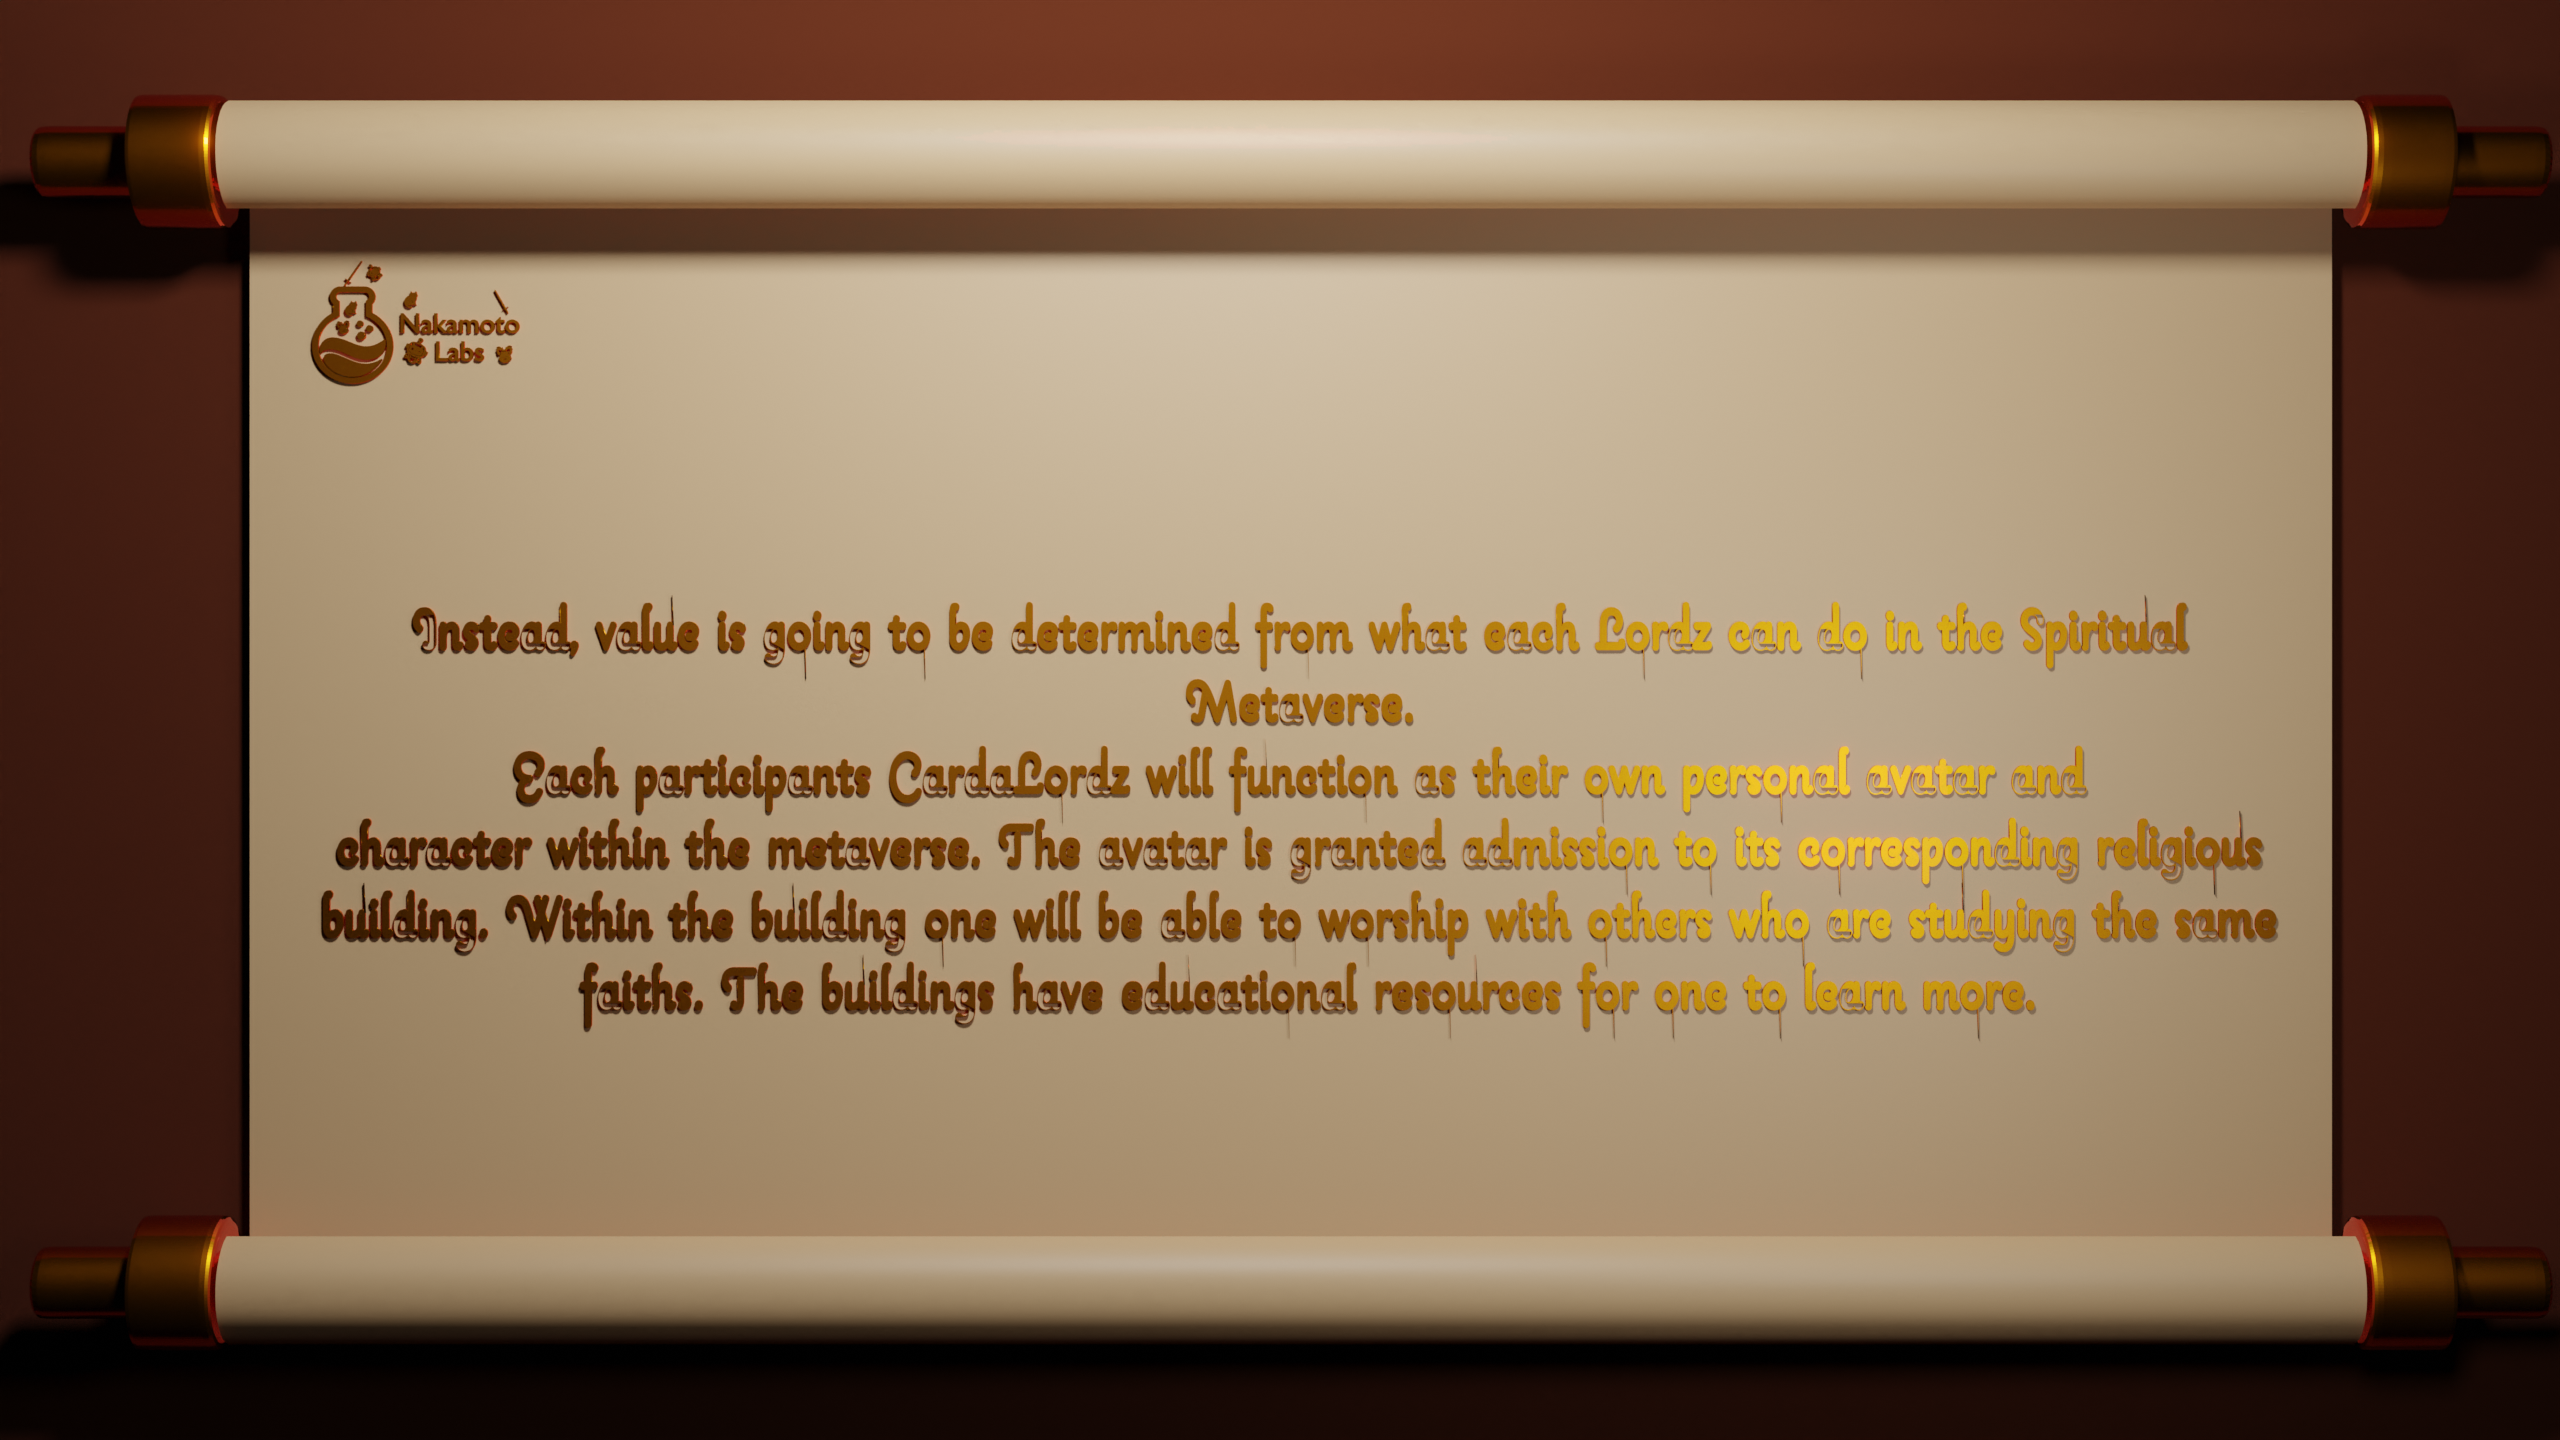 Nakamoto
Labs
Instead, value is going to be determined from what each Lordz can do in the Spiritual
Metaverse.
Each participants CardaLordz will function as their own personal avatar and
character within the metaverse. The avatar is granted admission to its corresponding religious
building. Within the building one will be able to worship with others who are studying the same
faiths. The buildings have educational resources for one to learn more.